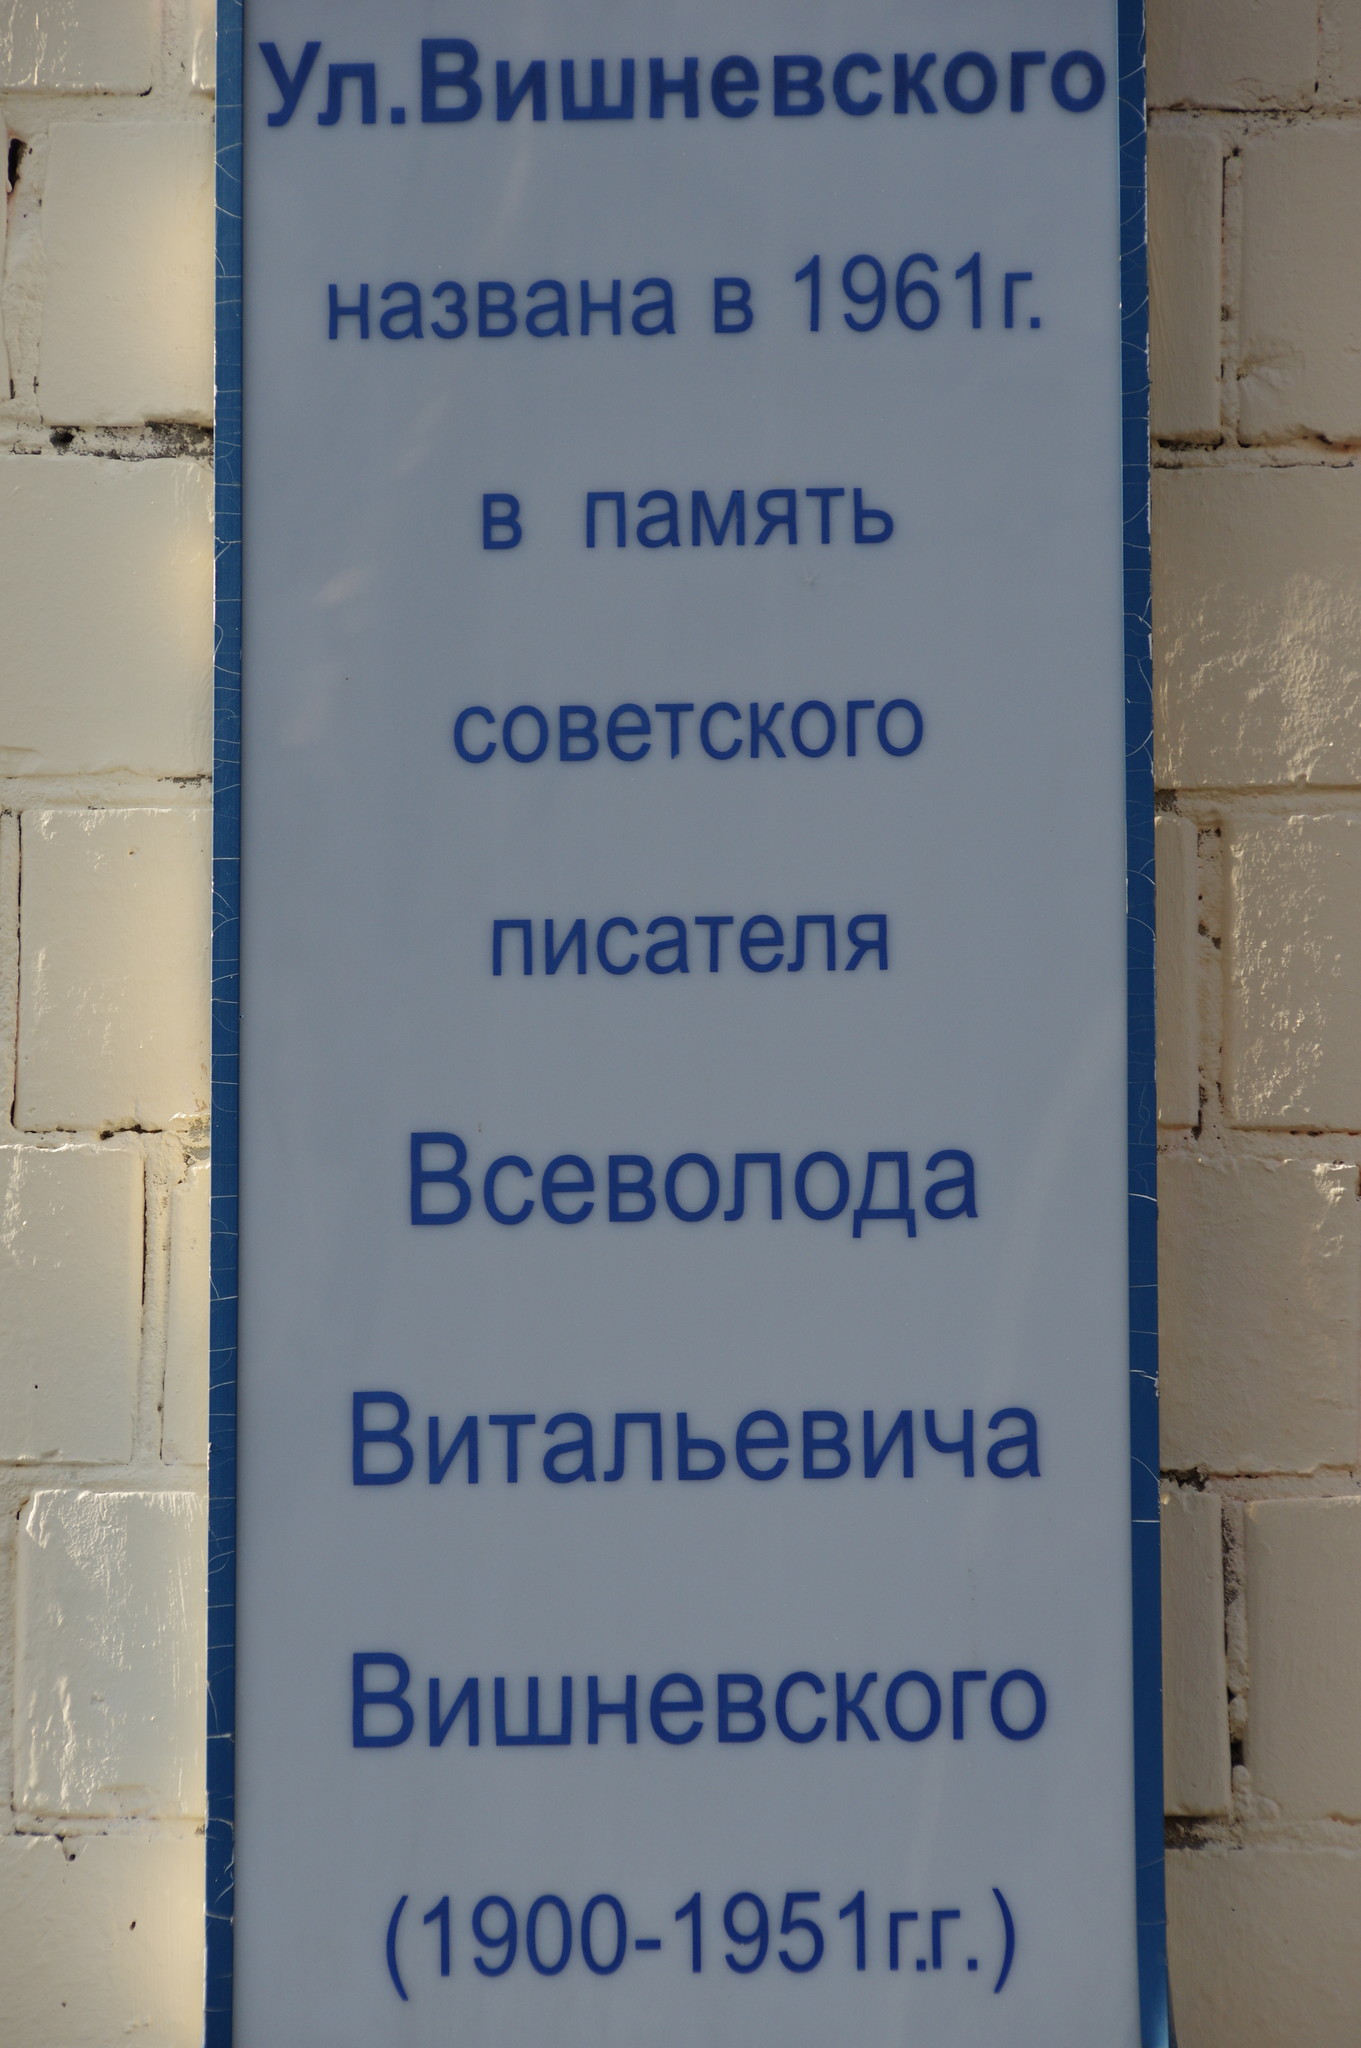 Ул.Вишневского
названа в 1961г.
в память
советского
писателя
Всеволода
Витальевича
Вишневского
(1900-1951г.г.)